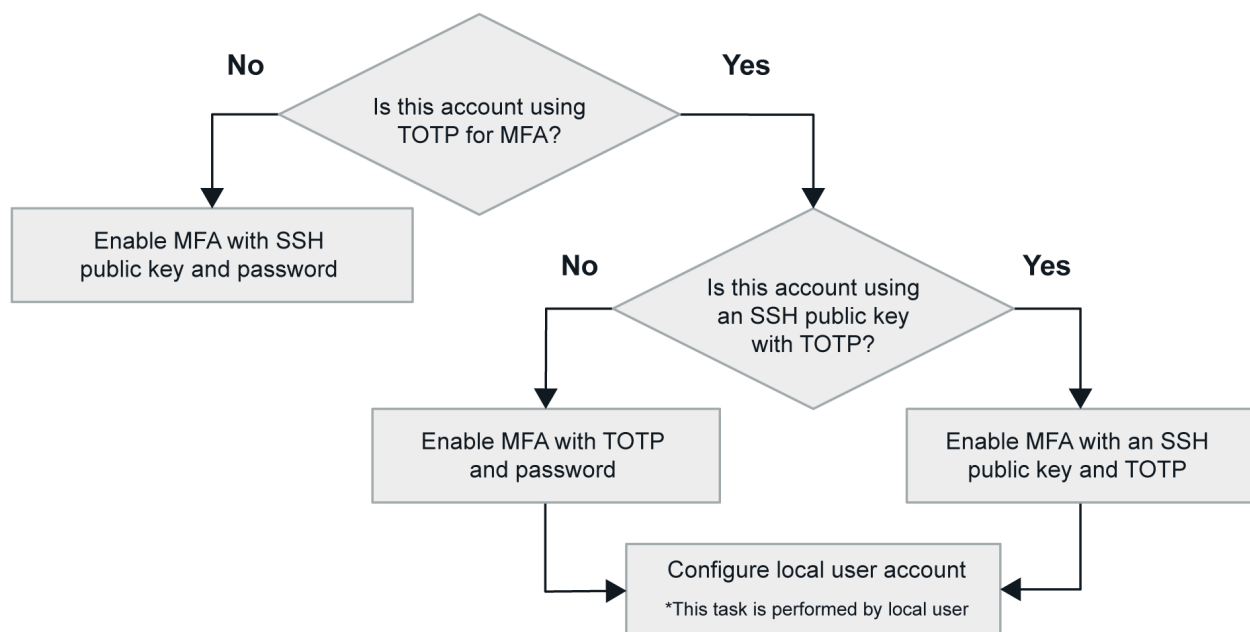 No
Yes
Is this account using
TOTP for MFA?
Enable MFA with SSH
public key and password
No
Yes
Is this account using
an SSH public key
with TOTP?
Enable MFA with TOTP
and password
Enable MFA with an SSH
public key and TOTP
Configure local user account
*This task is performed by local user